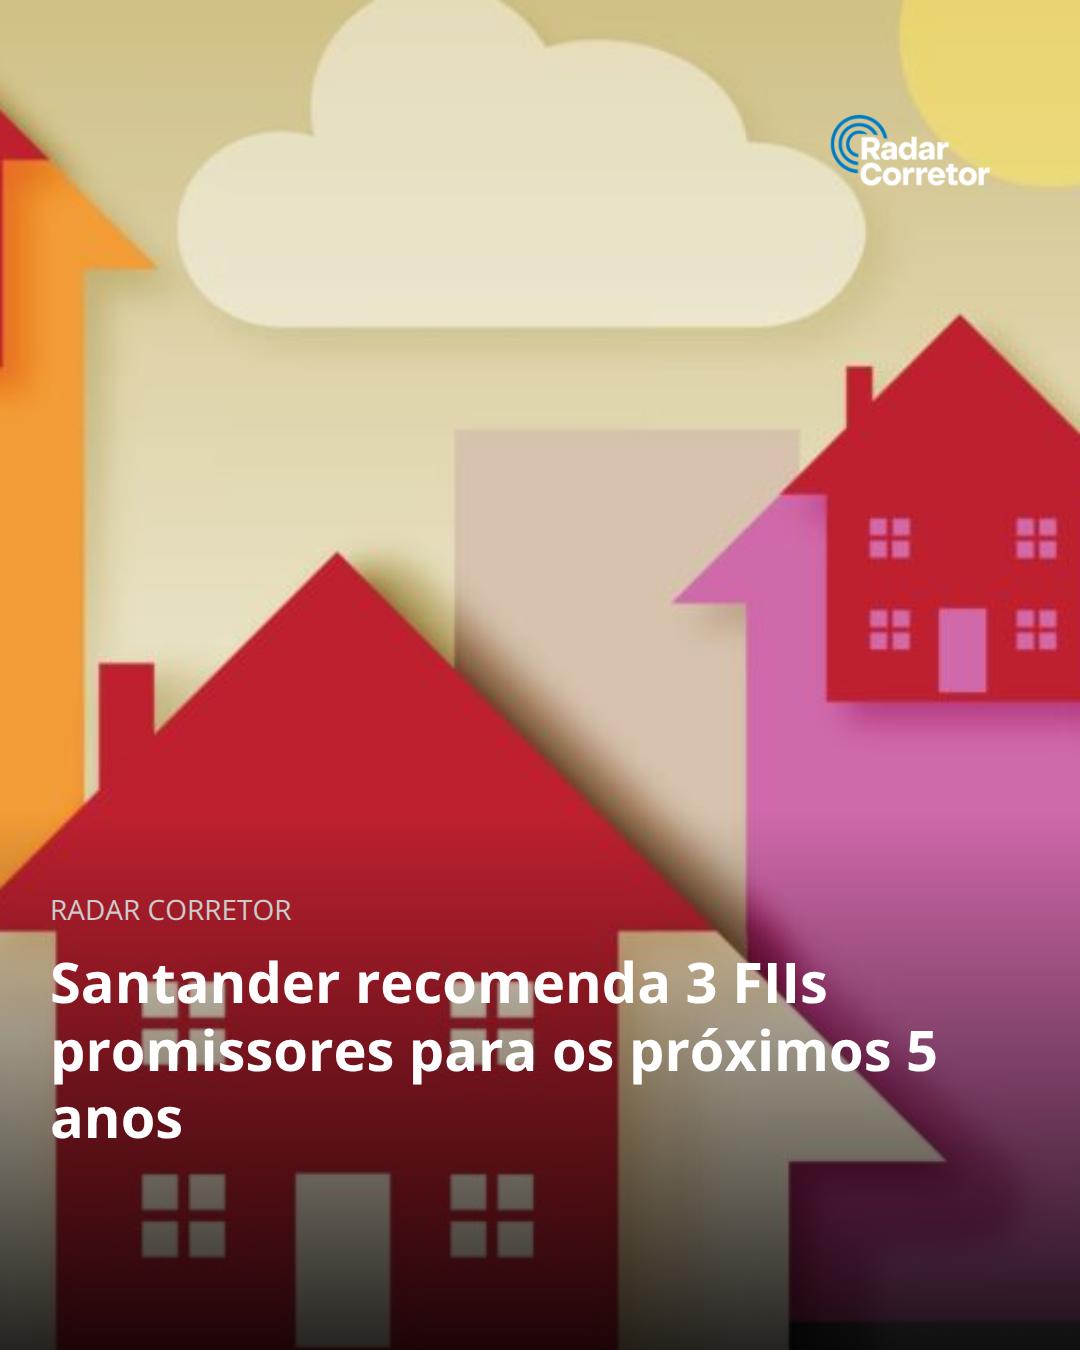 Radar
Corretor
RADAR CORRETOR
Santander recomenda 3 FIIs
promissores para os próximos 5
anos